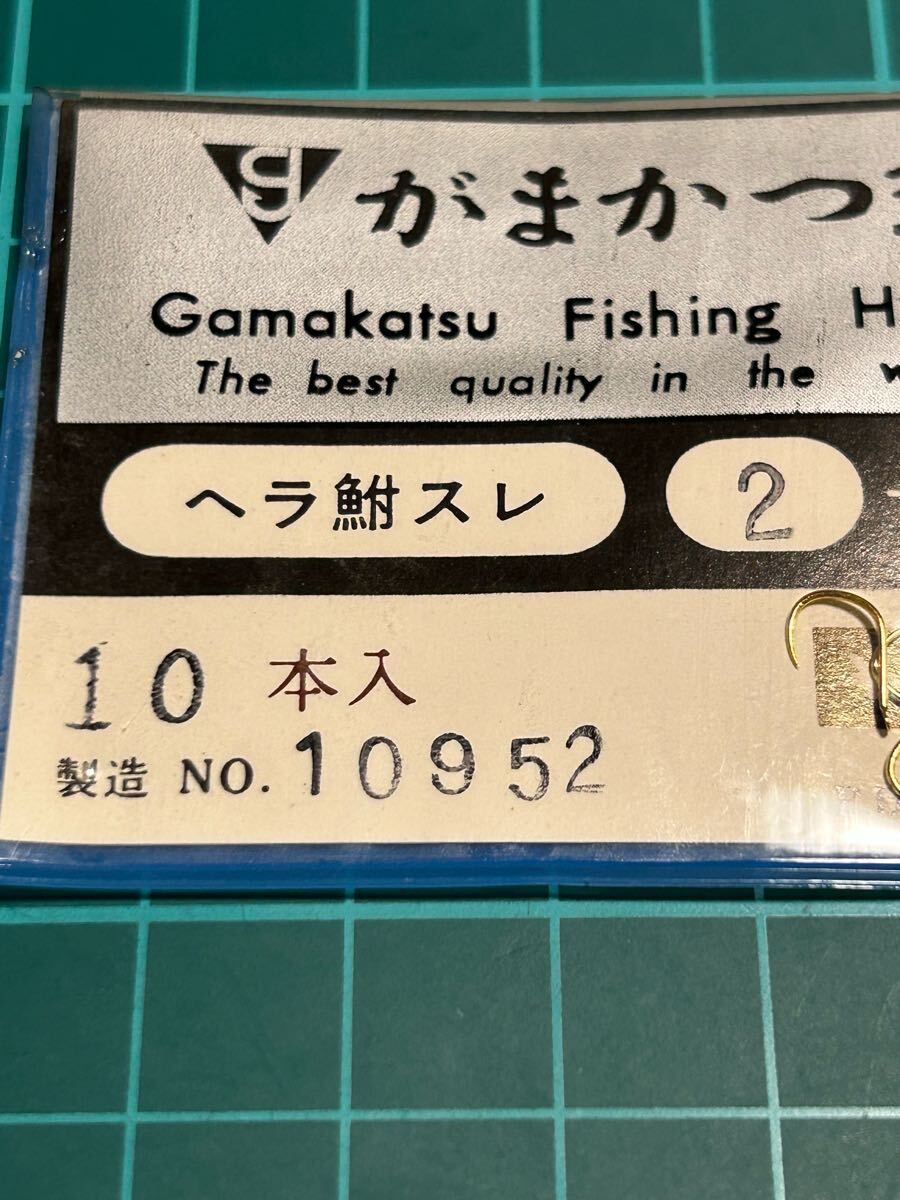 がまかつ
Gamakatsu Fishing H
The best quality in the w
ヘラ鮒スレ 2
10 本入
製造 NO. 10952